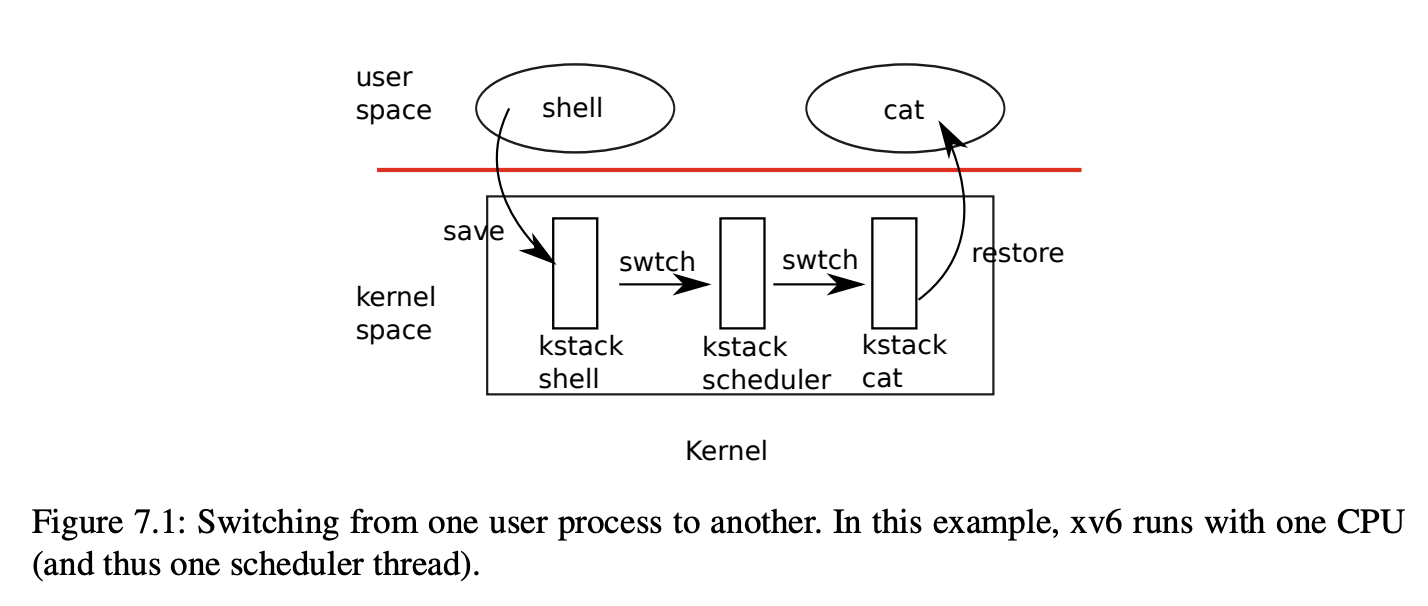 user
space
shell
cat
save
swtch
swtch
restore
kernel
space
kstack
shell
kstack
scheduler
kstack
cat
Kernel
Figure 7.1: Switching from one user process to another. In this example, xv6 runs with one CPU
(and thus one scheduler thread).